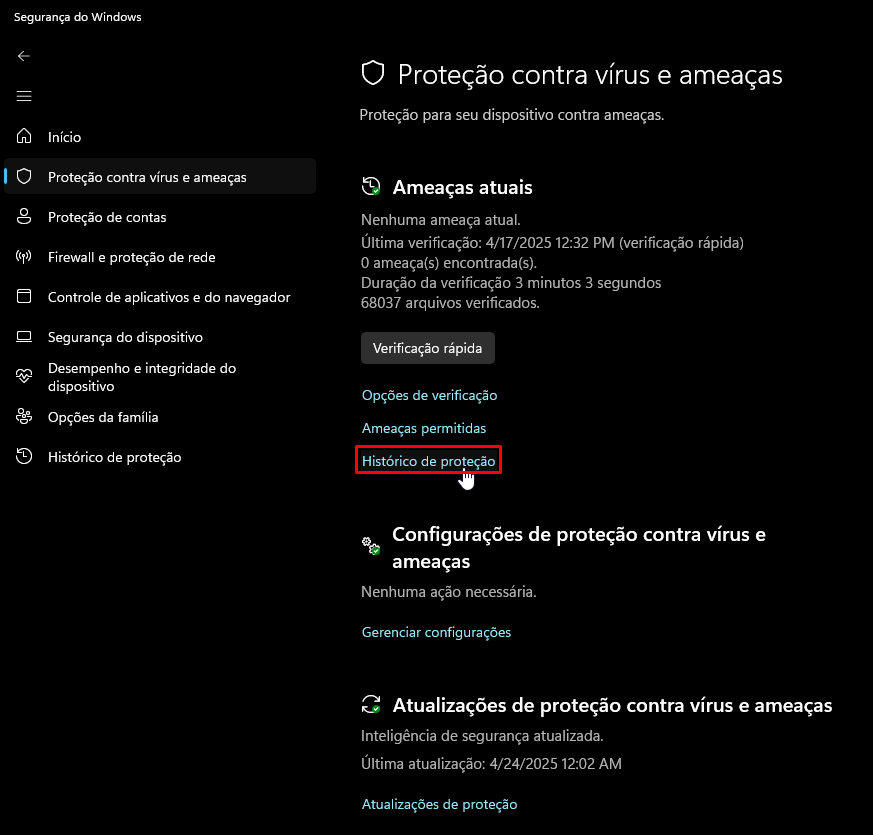 Segurança do Windows
Início
Proteção contra vírus e ameaças
Proteção de contas
Firewall e proteção de rede
Controle de aplicativos e do navegador
Segurança do dispositivo
Desempenho e integridade do
dispositivo
Opções da família
Histórico de proteção
Proteção contra vírus e ameaças
Proteção para seu dispositivo contra ameaças.
Ameaças atuais
Nenhuma ameaça atual.
Última verificação: 4/17/2025 12:32 PM (verificação rápida)
0 ameaça(s) encontrada(s).
Duração da verificação 3 minutos 3 segundos
68037 arquivos verificados.
Verificação rápida
Opções de verificação
Ameaças permitidas
Histórico de proteção
Configurações de proteção contra vírus e
ameaças
Nenhuma ação necessária.
Gerenciar configurações
Atualizações de proteção contra vírus e ameaças
Inteligência de segurança atualizada.
Última atualização: 4/24/2025 12:02 AM
Atualizações de proteção